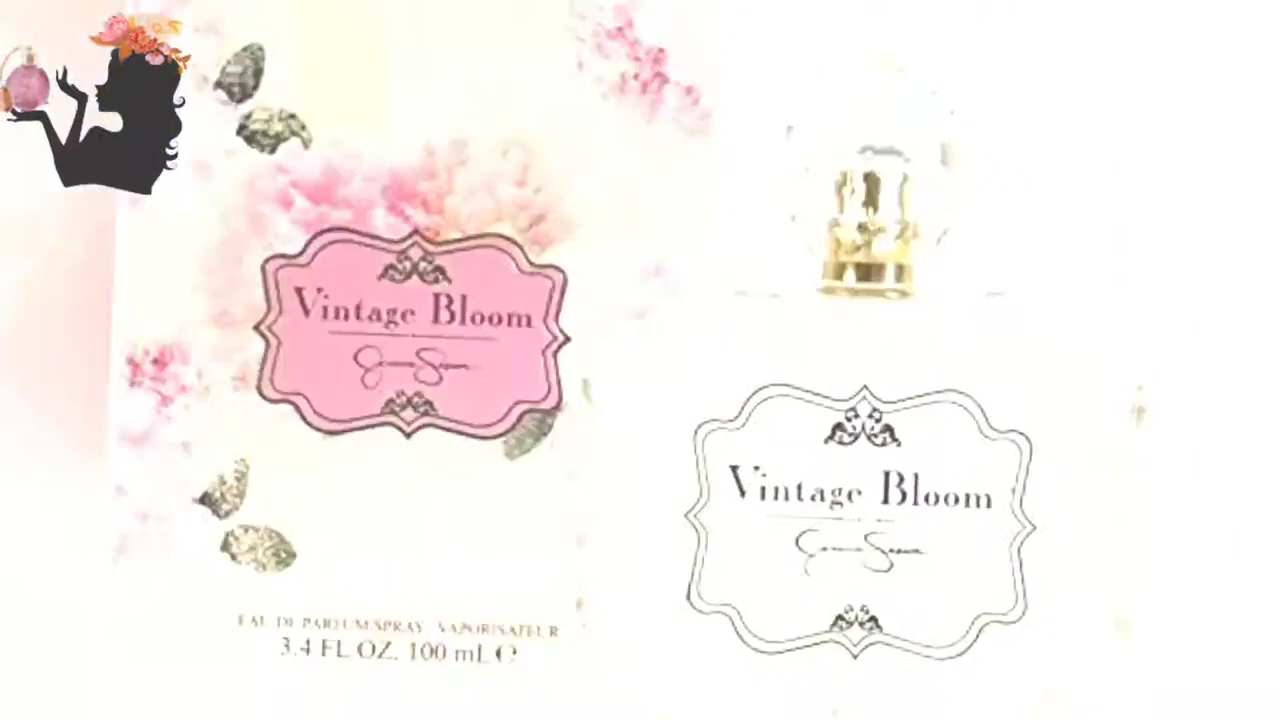 Vintage Bloom
EAU DE PARFUM SPRAY VAPORISATEUR
3.4 FL OZ. 100 mL ℮
Vintage Bloom